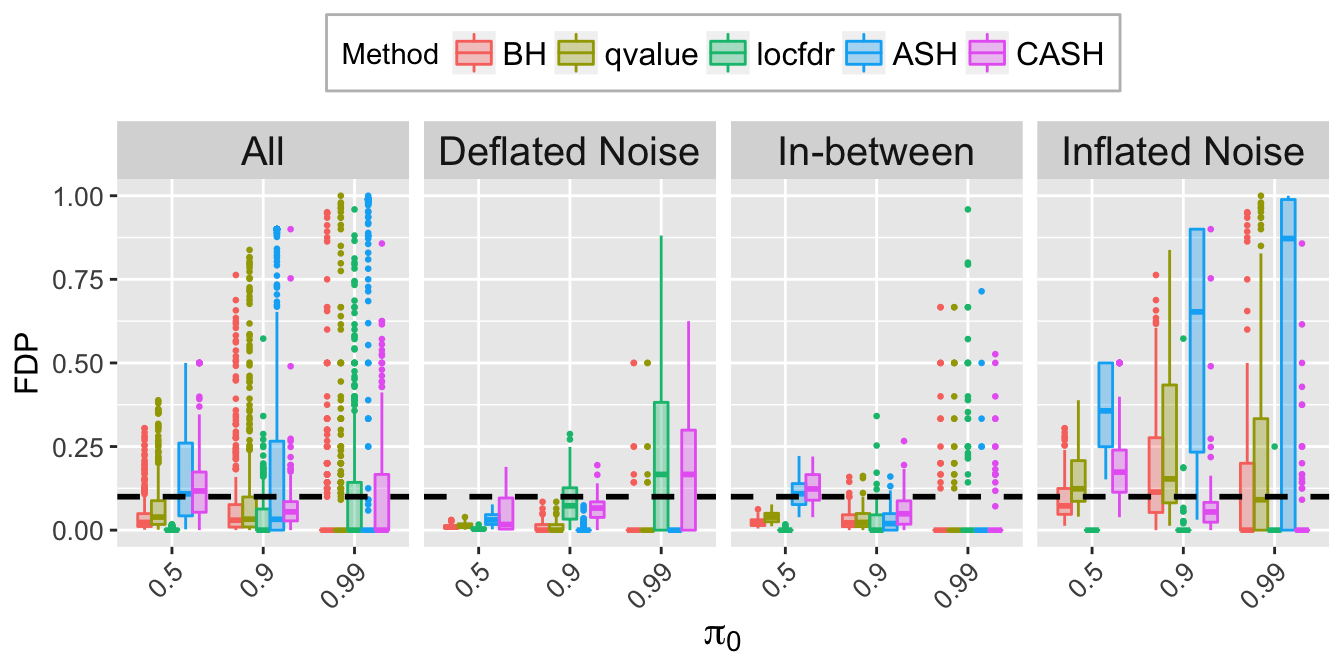 Method BH qvalue locfdr ASH CASH
All Deflated Noise In-between Inflated Noise
1.00
0.75
0.50
0.25
0.00
FDP
0.5 0.9 0.99 0.5 0.9 0.99 0.5 0.9 0.99 0.5 0.9 0.99
π₀